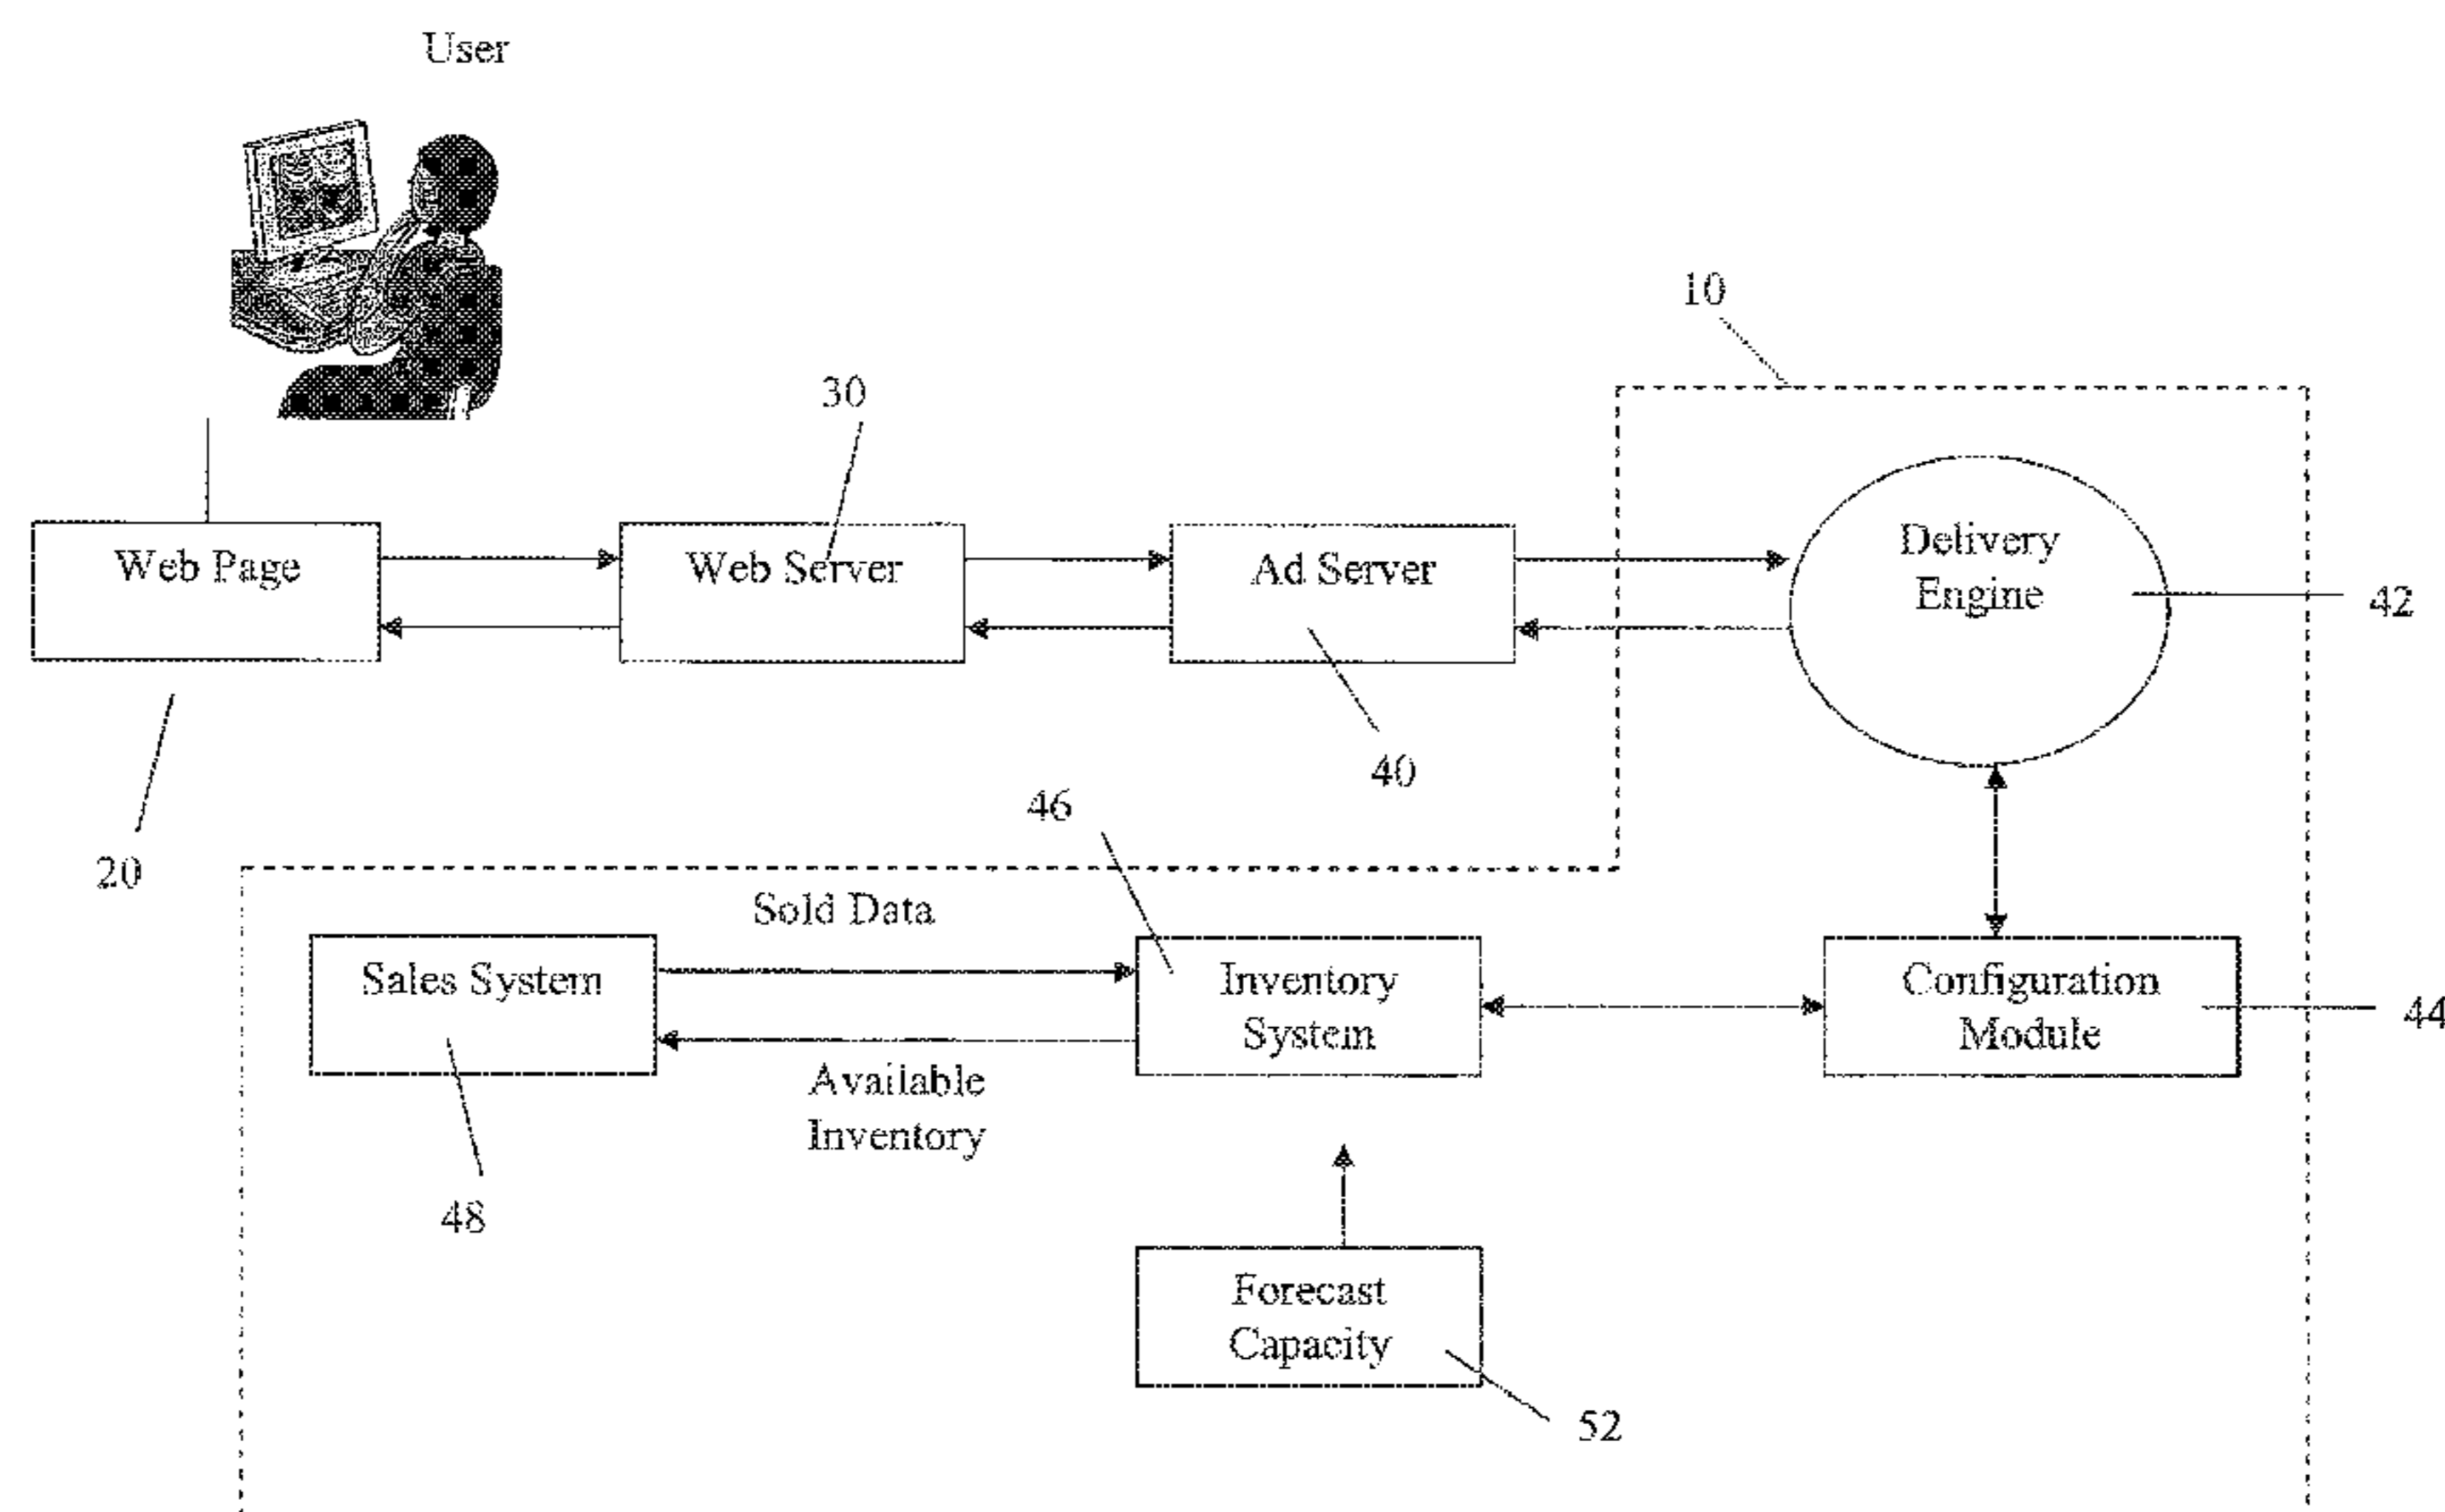 User
10
30
Web Page
Web Server
Ad Server
Delivery
Engine
42
40
46
20
Sold Data
Sales System
Inventory
System
Configuration
Module
44
Available
Inventory
48
Forecast
Capacity
52